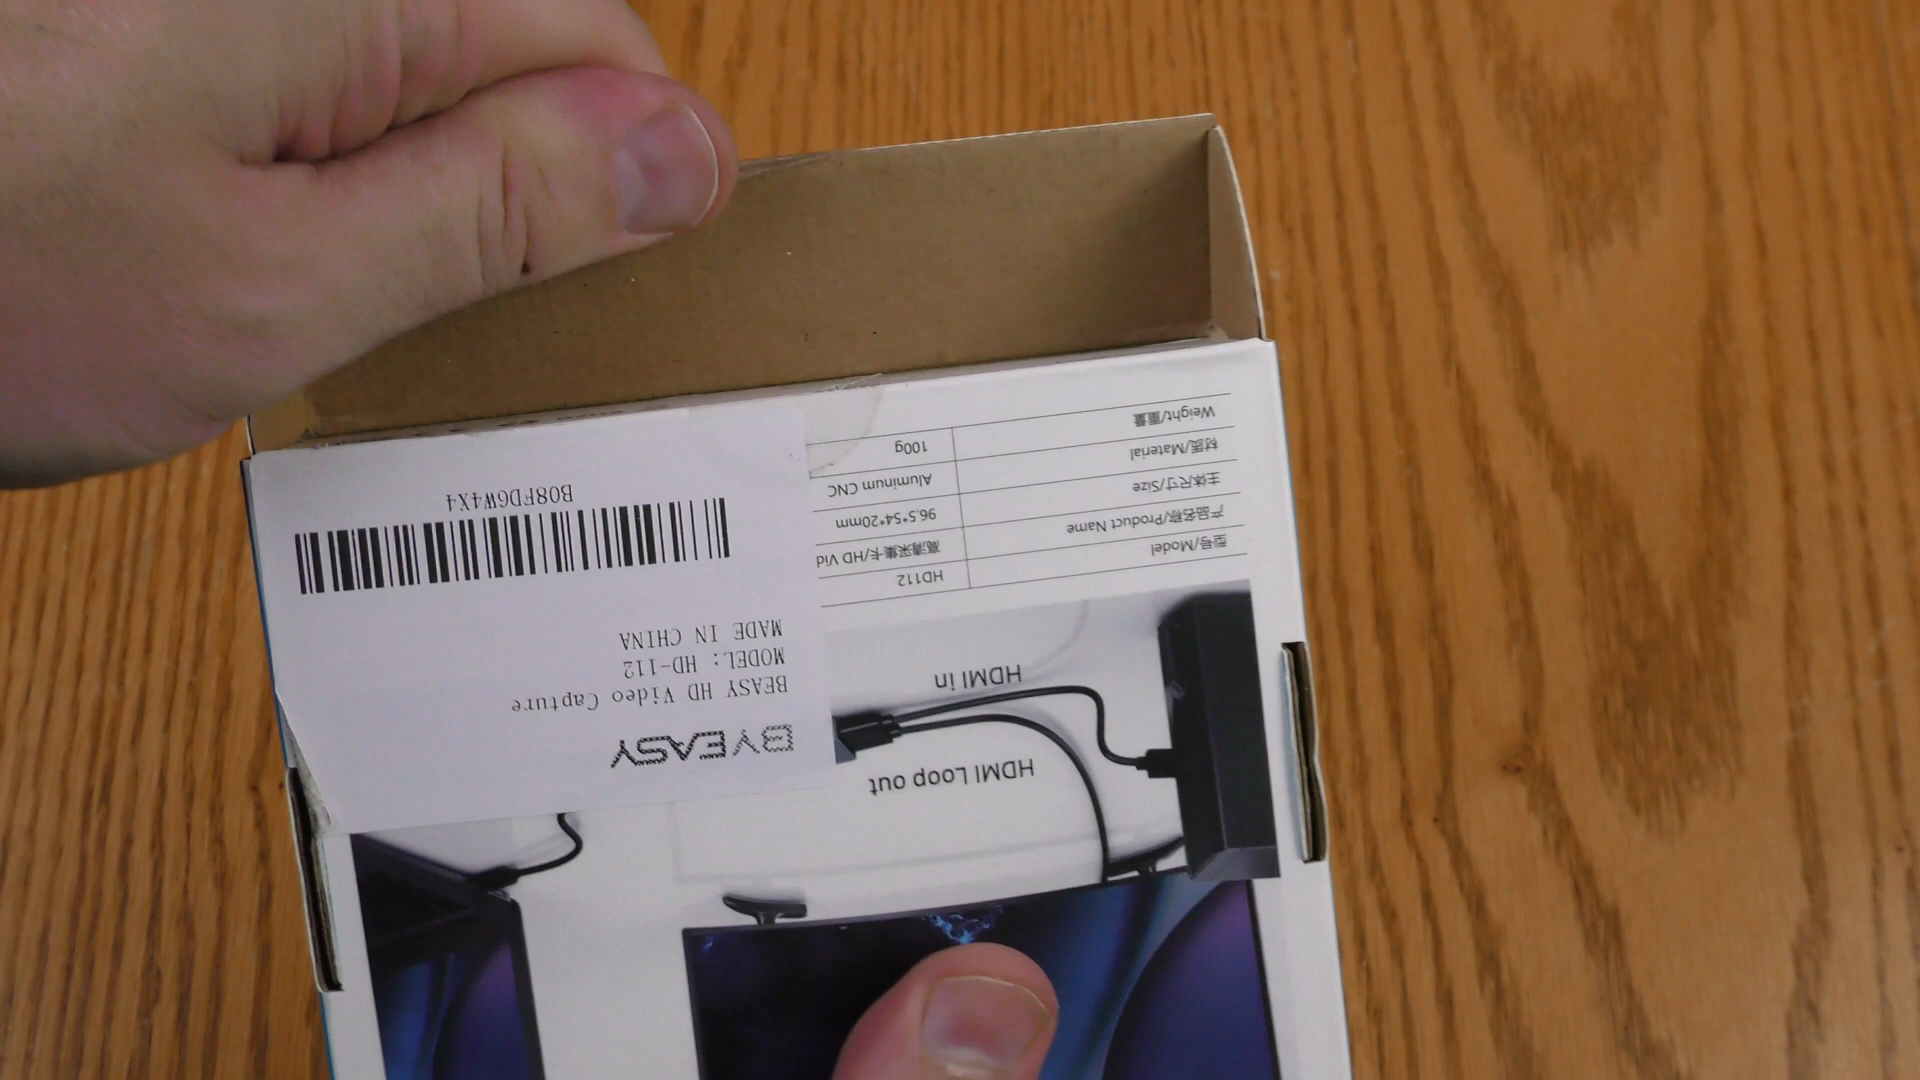 BYEASY
BEASY HD Video Capture
MODEL: HD-112
MADE IN CHINA
B08FD6W4X4
HDMI Loop out
HDMI in
型号/Model HD112
产品名称/Product Name 高清采集卡/HD Vid
主体尺寸/Size 96.5*54*20mm
材质/Material Aluminum CNC
Weight/重量 100g